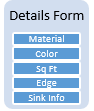 Details Form
Material
Color
Sq Ft
Edge
Sink Info